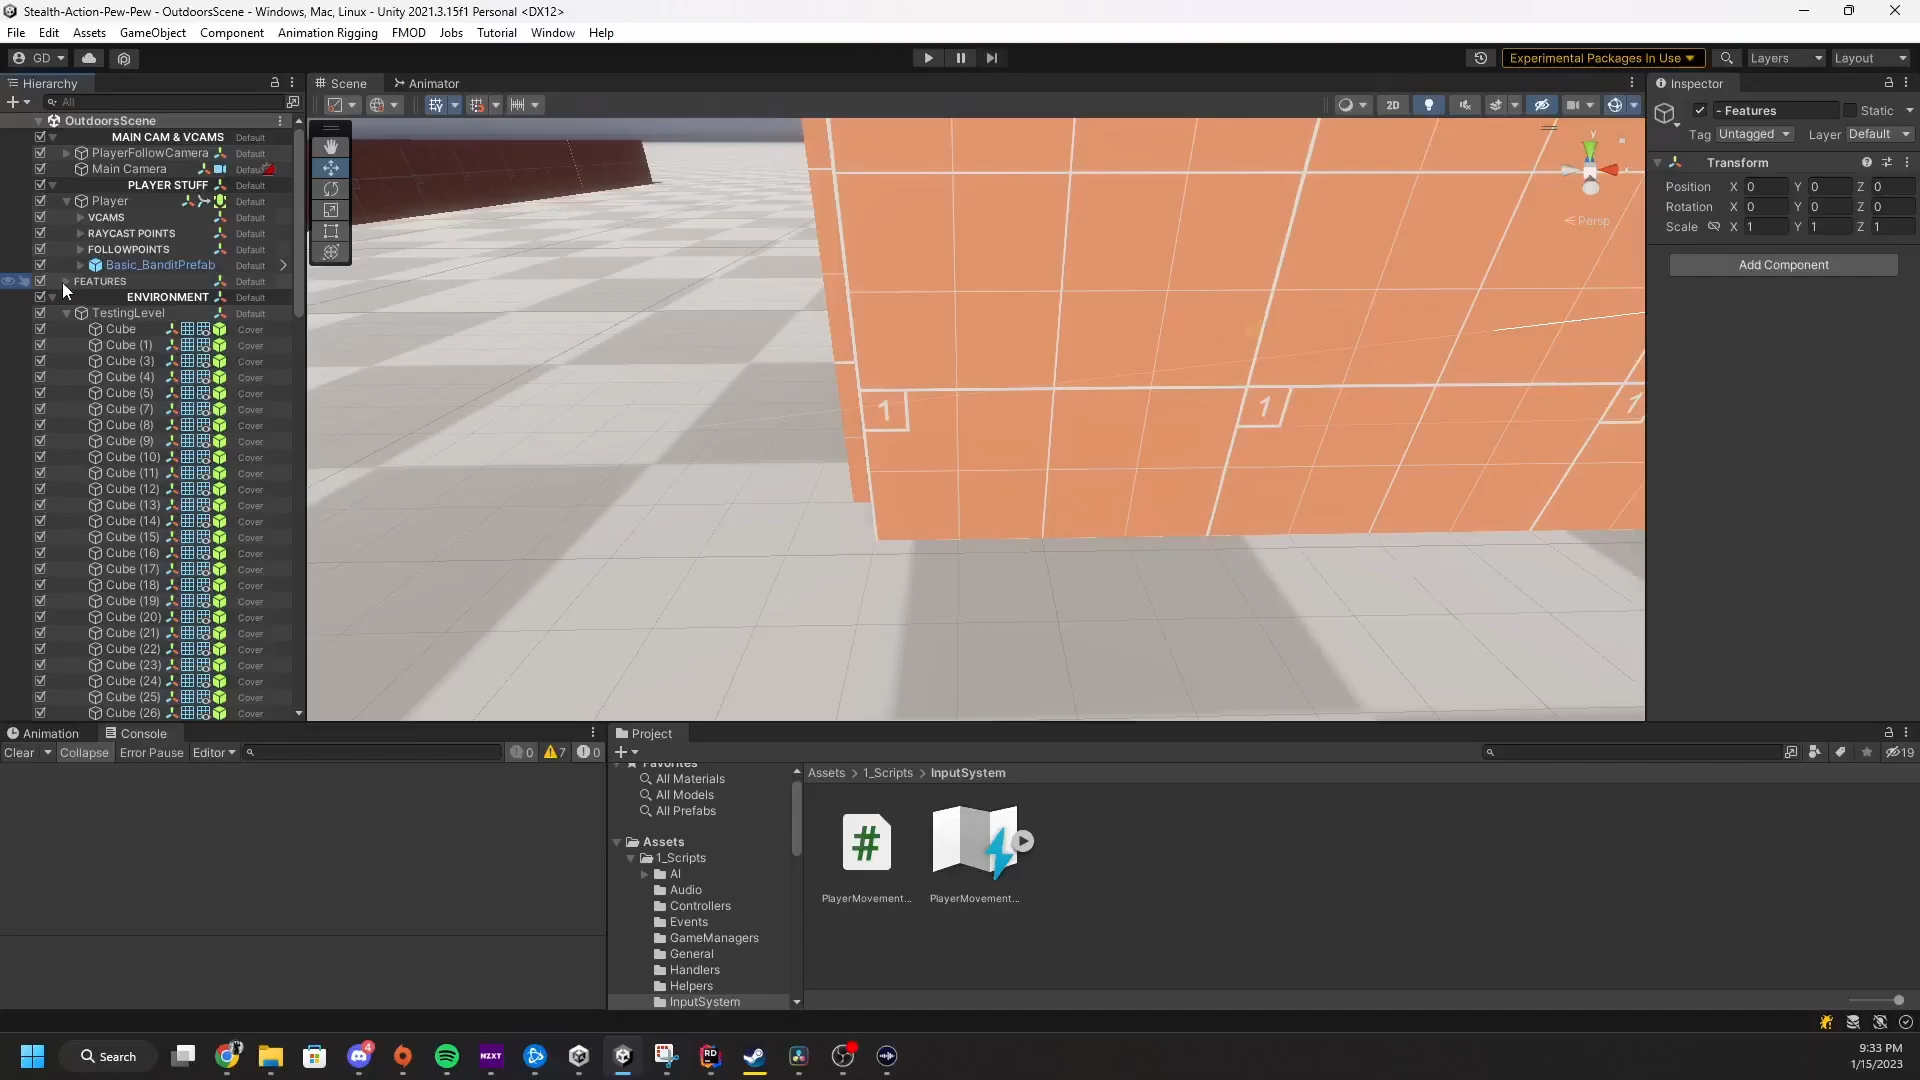 Stealth-Action-Pew-Pew - OutdoorsScene - Windows, Mac, Linux - Unity 2021.3.15f1 Personal <DX12>
File Edit Assets GameObject Component Animation Rigging FMOD Jobs Tutorial Window Help
GD Experimental Packages In Use Layers Layout
Hierarchy Scene Animator Inspector
All
2D
- Features Static
Tag Untagged Layer Default
Transform
Position X 0 Y 0 Z 0
Rotation X 0 Y 0 Z 0
Scale X 1 Y 1 Z 1
Add Component
y
Persp
1
1
1
OutdoorsScene
MAIN CAM & VCAMS Default
PlayerFollowCamera Default
Main Camera Default
PLAYER STUFF Default
Player Default
VCAMS Default
RAYCAST POINTS Default
FOLLOWPOINTS Default
Basic_BanditPrefab Default
FEATURES Default
ENVIRONMENT Default
TestingLevel Default
Cube Cover
Cube (1) Cover
Cube (3) Cover
Cube (4) Cover
Cube (5) Cover
Cube (7) Cover
Cube (8) Cover
Cube (9) Cover
Cube (10) Cover
Cube (11) Cover
Cube (12) Cover
Cube (13) Cover
Cube (14) Cover
Cube (15) Cover
Cube (16) Cover
Cube (17) Cover
Cube (18) Cover
Cube (19) Cover
Cube (20) Cover
Cube (21) Cover
Cube (22) Cover
Cube (23) Cover
Cube (24) Cover
Cube (25) Cover
Cube (26) Cover
Animation Console
Clear Collapse Error Pause Editor 0 7 0
Project
19
Favorites
All Materials
All Models
All Prefabs
Assets
1_Scripts
AI
Audio
Controllers
Events
GameManagers
General
Handlers
Helpers
InputSystem
Assets > 1_Scripts > InputSystem
#
PlayerMovement... PlayerMovement...
Search
4
NZXT
RD
9:33 PM
1/15/2023